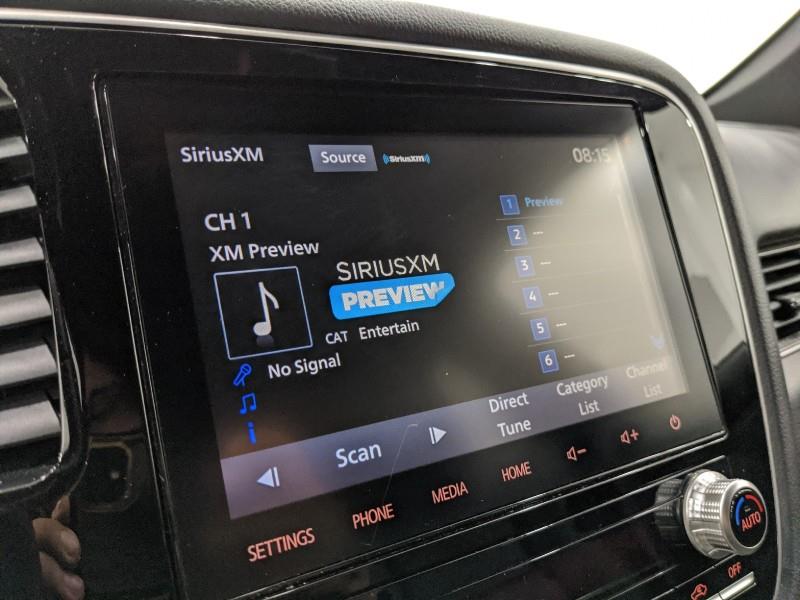 SiriusXM
Source
SiriusXM
08:15
CH 1
XM Preview
SIRIUSXM
PREVIEW
CAT Entertain
No Signal
1 Preview
2 ---
3 ---
4 ---
5 ---
6 ---
Scan
Direct
Tune
Category
List
Channel
List
SETTINGS
PHONE
MEDIA
HOME
AUTO
OFF